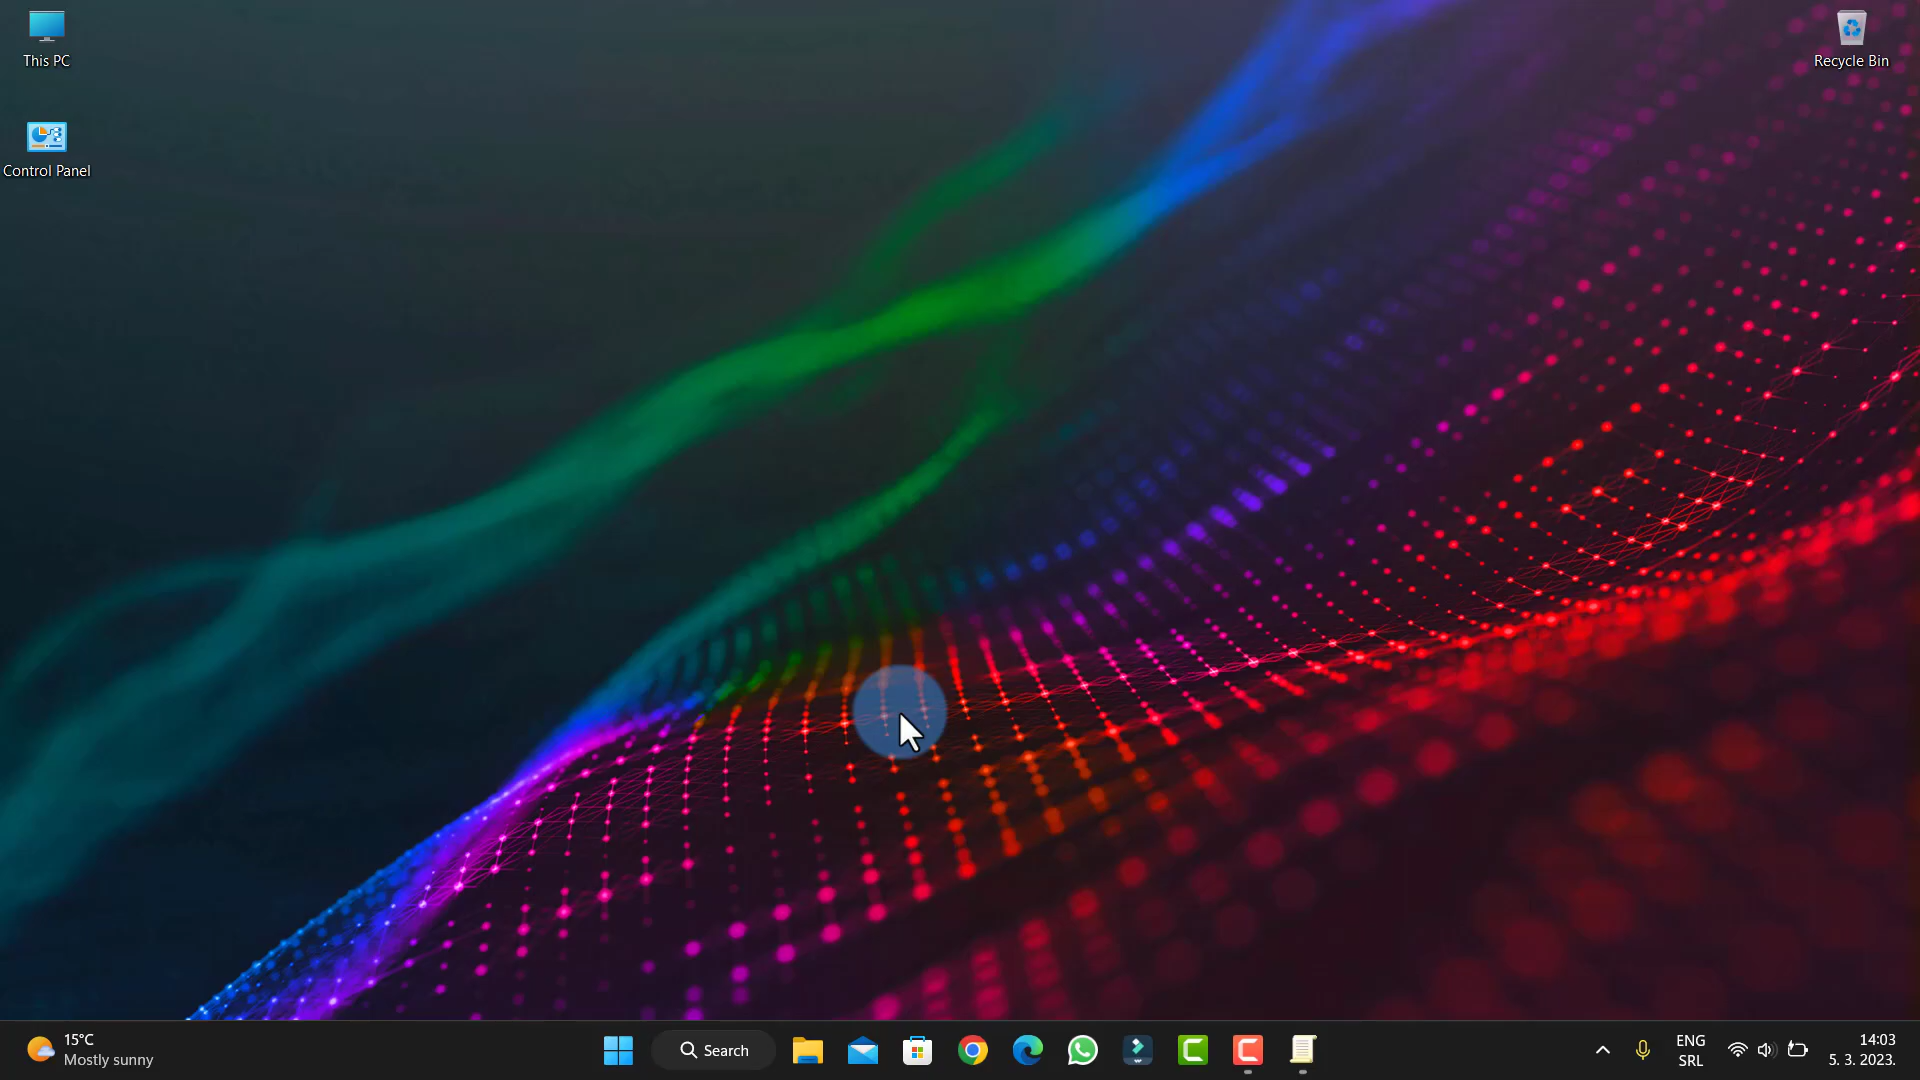 This PC
Recycle Bin
Control Panel
15°C
Mostly sunny
Search
ENG
SRL
14:03
5. 3. 2023.